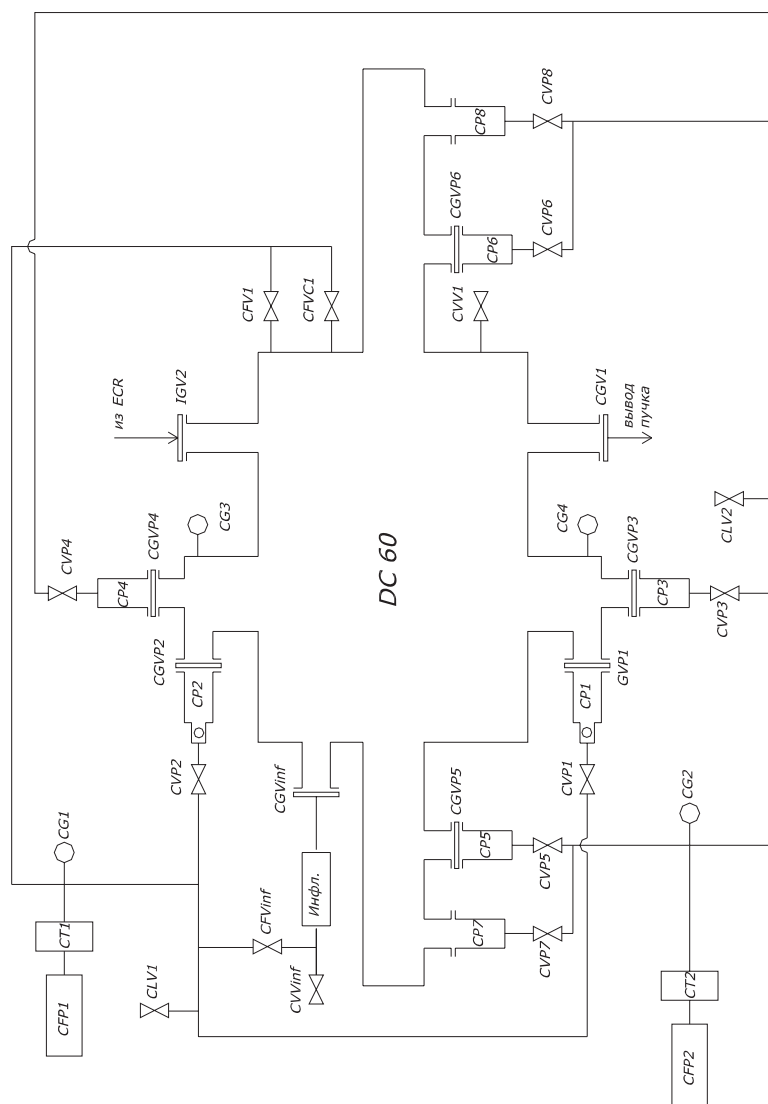 CVP8
CP8
CGVP6
CVP6
CP6
CFV1
CFVC1
CVV1
из ECR
IGV2
CGV1
вывод
пучка
CVP4
CGVP4
CG3
CG4
CGVP3
CLV2
CP4
DC 60
CP3
CVP3
CGVP2
CP2
CP1
GVP1
CVP2
CGVinf
CGVP5
CVP1
CG2
CG1
CP5
CVP5
CT1
CFVinf
Инфл.
CP7
CVP7
CLV1
CVVinf
CT2
CFP1
CFP2